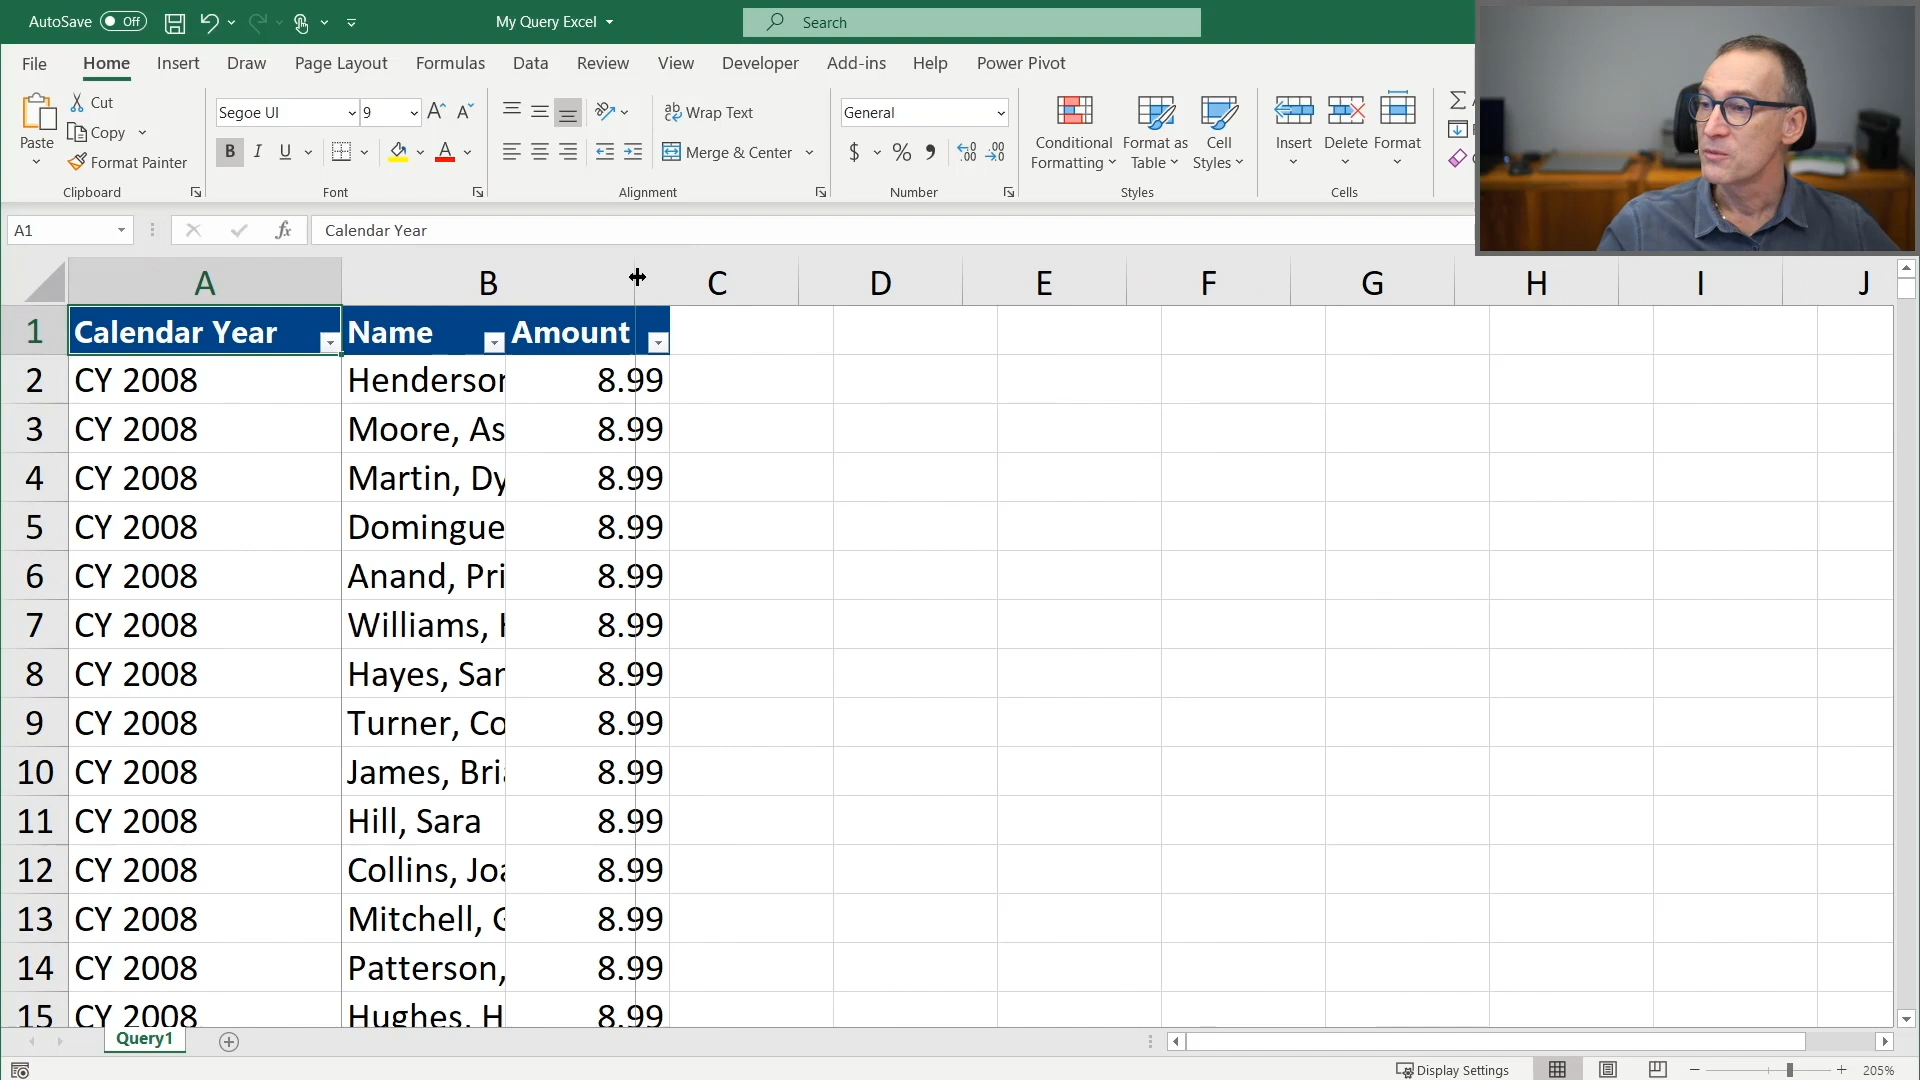 AutoSave Off My Query Excel Search
File Home Insert Draw Page Layout Formulas Data Review View Developer Add-ins Help Power Pivot
Paste
Cut
Copy
Format Painter
Clipboard
Segoe UI 9
B I U
Font
Wrap Text
Merge & Center
Alignment
General
$ % 9 .00 .00
Number
Conditional Formatting
Format as Table
Cell Styles
Styles
Insert Delete Format
Cells
A1 fx Calendar Year
A B C D E F G H I J
1 Calendar Year Name Amount
2 CY 2008 Henderson 8.99
3 CY 2008 Moore, As 8.99
4 CY 2008 Martin, Dy 8.99
5 CY 2008 Domingue 8.99
6 CY 2008 Anand, Pri 8.99
7 CY 2008 Williams, 8.99
8 CY 2008 Hayes, Sar 8.99
9 CY 2008 Turner, Co 8.99
10 CY 2008 James, Bria 8.99
11 CY 2008 Hill, Sara 8.99
12 CY 2008 Collins, Joa 8.99
13 CY 2008 Mitchell, G 8.99
14 CY 2008 Patterson, 8.99
15 CY 2008 Hughes, H 8.99
Query1
Display Settings 205%